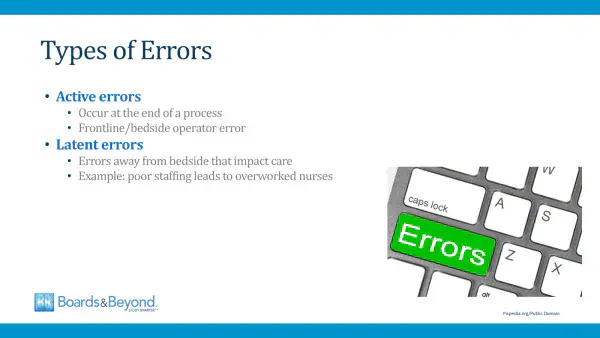 Types of Errors
• Active errors
• Occur at the end of a process
• Frontline/bedside operator error
• Latent errors
• Errors away from bedside that impact care
• Example: poor staffing leads to overworked nurses
W
caps lock
A
S
Errors
Z
X
alt
Boards&Beyond.
Pixpedia.org/Public Domain